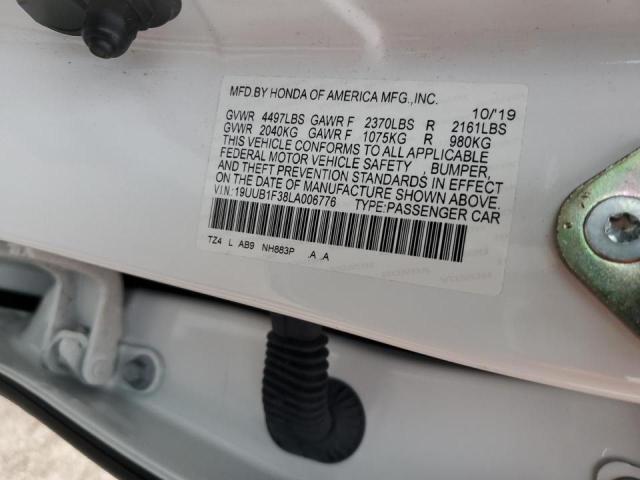 MFD.BY HONDA OF AMERICA MFG.,INC. 10/'19
GVWR 4497LBS GAWR F 2370LBS R 2161LBS
GVWR 2040KG GAWR F 1075KG R 980KG
THIS VEHICLE CONFORMS TO ALL APPLICABLE
FEDERAL MOTOR VEHICLE SAFETY , BUMPER,
AND THEFT PREVENTION STANDARDS IN EFFECT
ON THE DATE OF MANUFACTURE SHOWN ABOVE.
V.I.N: 19UUB1F38LA006776 TYPE:PASSENGER CAR
TZ4 L AB9 NH883P .A .A